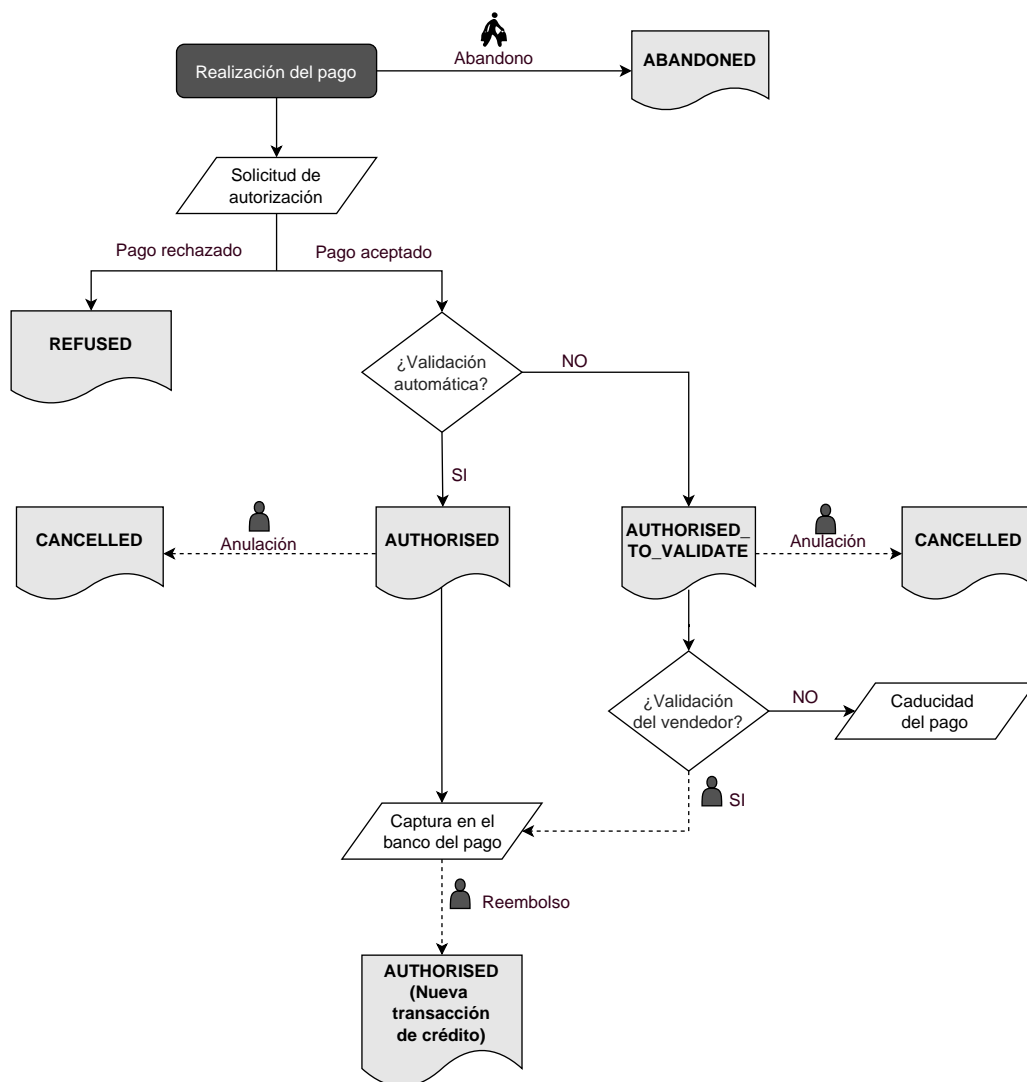 Abandono
Realización del pago
ABANDONED
Solicitud de
autorización
Pago rechazado
Pago aceptado
REFUSED
¿Validación
automática?
NO
SI
CANCELLED
Anulación
AUTHORISED
AUTHORISED_
TO_VALIDATE
Anulación
CANCELLED
¿Validación
del vendedor?
NO
Caducidad
del pago
SI
Captura en el
banco del pago
Reembolso
AUTHORISED
(Nueva
transacción
de crédito)